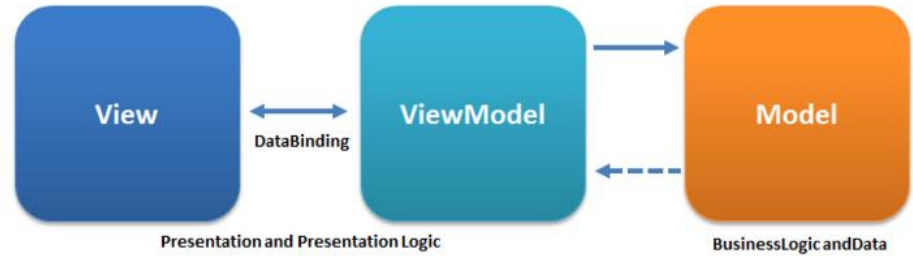 View
ViewModel
Model
DataBinding
Presentation and Presentation Logic
BusinessLogic andData